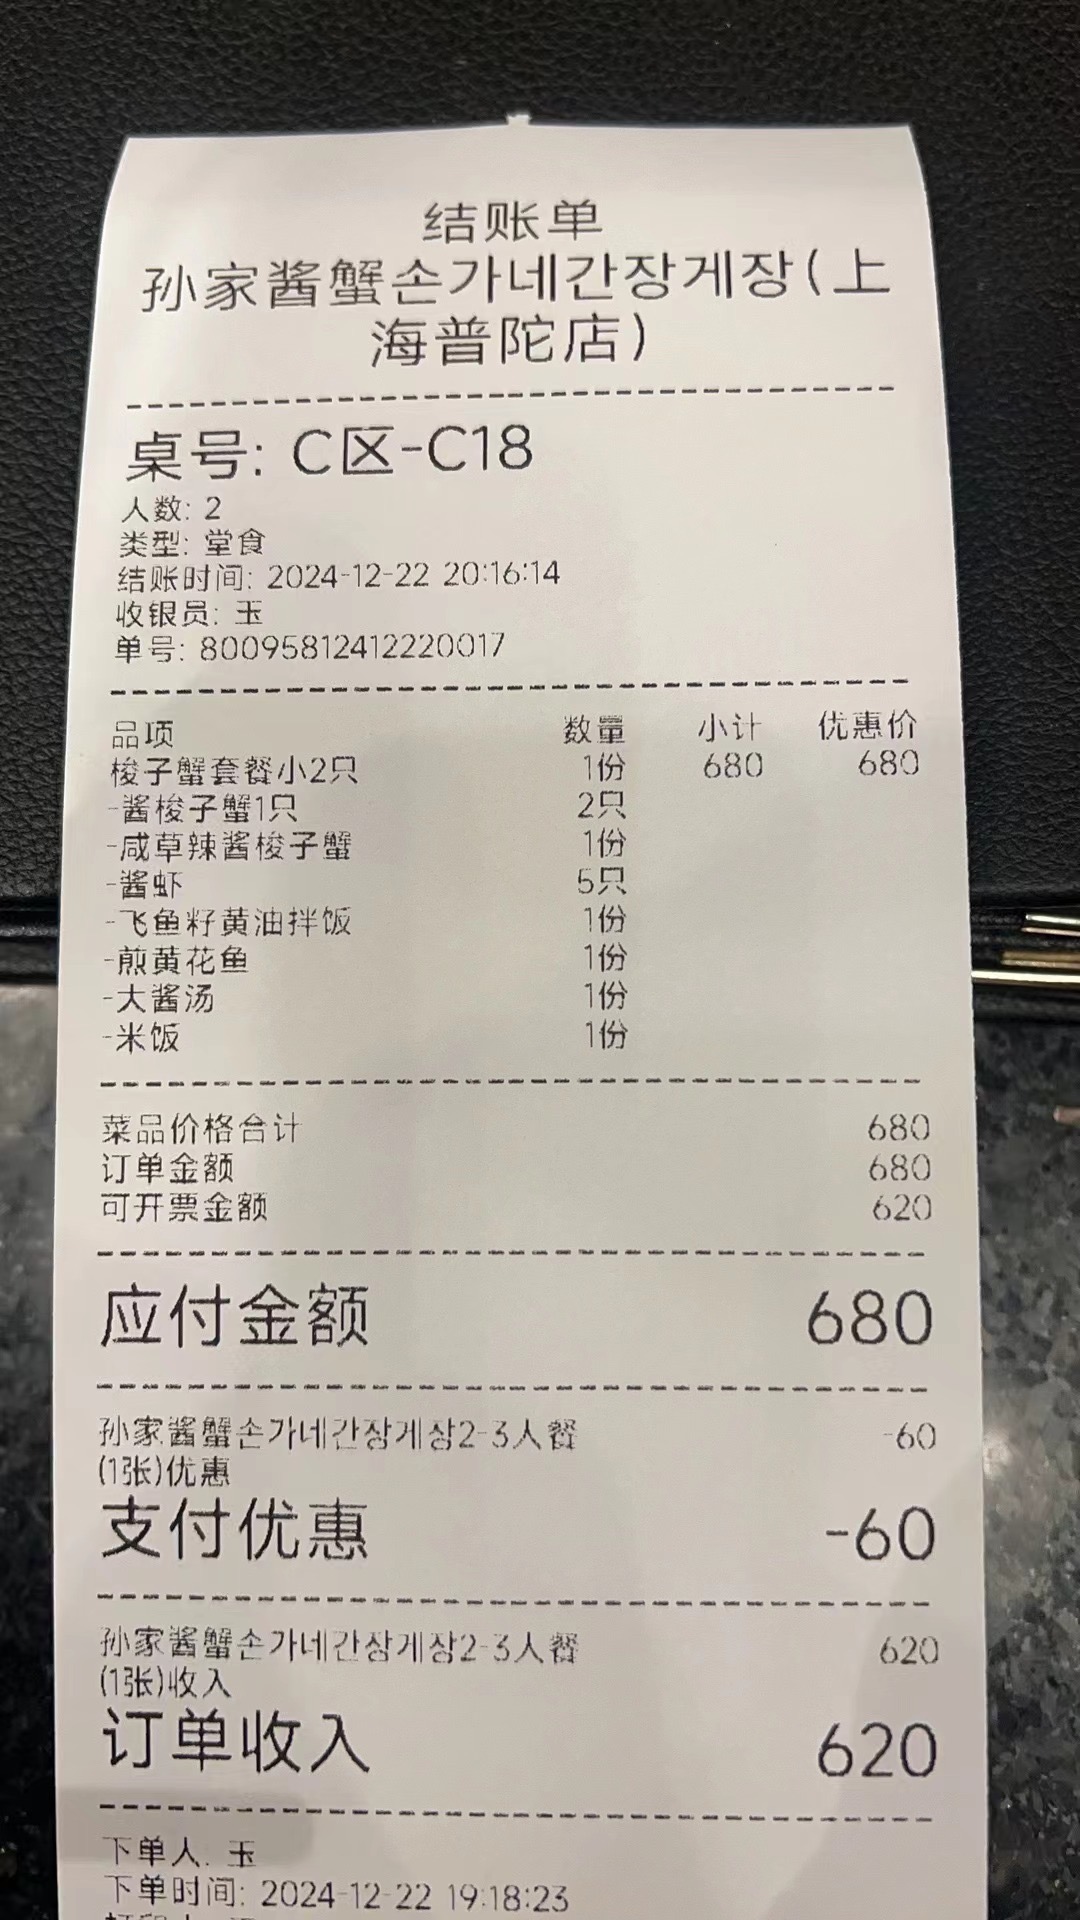 结账单
孙家酱蟹손가네간장게장(上
海普陀店)
桌号: C区-C18
人数: 2
类型: 堂食
结账时间: 2024-12-22 20:16:14
收银员: 玉
单号: 80095812412220017
品项 数量 小计 优惠价
梭子蟹套餐小2只 1份 680 680
-酱梭子蟹1只 2只
-咸草辣酱梭子蟹 1份
-酱虾 5只
-飞鱼籽黄油拌饭 1份
-煎黄花鱼 1份
-大酱汤 1份
-米饭 1份
菜品价格合计 680
订单金额 680
可开票金额 620
应付金额 680
孙家酱蟹손가네간장게장2-3人餐 -60
(1张)优惠
支付优惠 -60
孙家酱蟹손가네간장게장2-3人餐 620
(1张)收入
订单收入 620
下单人: 玉
下单时间: 2024-12-22 19:18:23